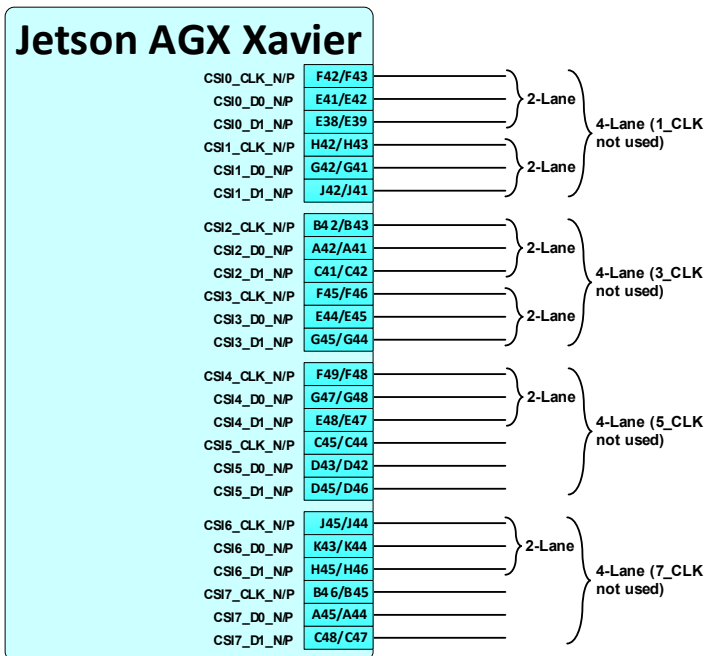 Jetson AGX Xavier
CSI0_CLK_N/P F42/F43
CSI0_D0_N/P E41/E42
CSI0_D1_N/P E38/E39
CSI1_CLK_N/P H42/H43
CSI1_D0_N/P G42/G41
CSI1_D1_N/P J42/J41
2-Lane
2-Lane
4-Lane (1_CLK
not used)
CSI2_CLK_N/P B42/B43
CSI2_D0_N/P A42/A41
CSI2_D1_N/P C41/C42
CSI3_CLK_N/P F45/F46
CSI3_D0_N/P E44/E45
CSI3_D1_N/P G45/G44
2-Lane
2-Lane
4-Lane (3_CLK
not used)
CSI4_CLK_N/P F49/F48
CSI4_D0_N/P G47/G48
CSI4_D1_N/P E48/E47
CSI5_CLK_N/P C45/C44
CSI5_D0_N/P D43/D42
CSI5_D1_N/P D45/D46
2-Lane
4-Lane (5_CLK
not used)
CSI6_CLK_N/P J45/J44
CSI6_D0_N/P K43/K44
CSI6_D1_N/P H45/H46
CSI7_CLK_N/P B46/B45
CSI7_D0_N/P A45/A44
CSI7_D1_N/P C48/C47
2-Lane
4-Lane (7_CLK
not used)